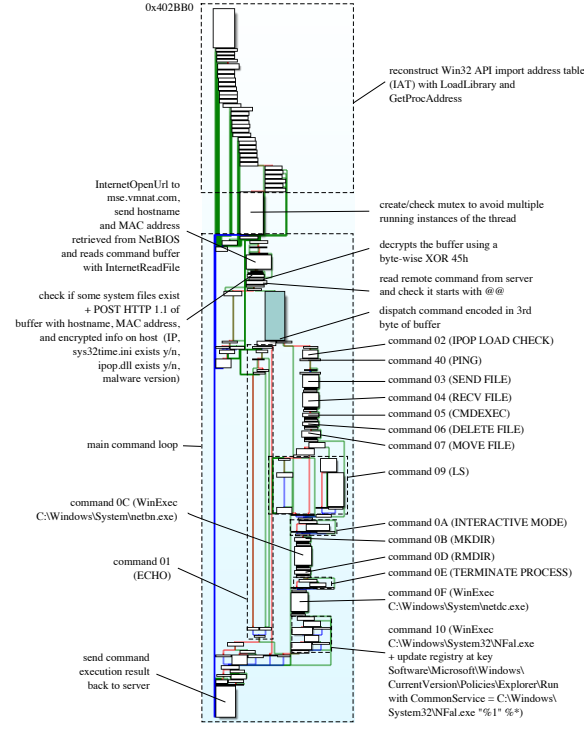 0x402BB0
reconstruct Win32 API import address table
(IAT) with LoadLibrary and
GetProcAddress
InternetOpenUrl to
mse.vmnat.com,
send hostname
and MAC address
retrieved from NetBIOS
and reads command buffer
with InternetReadFile
create/check mutex to avoid multiple
running instances of the thread
decrypts the buffer using a
byte-wise XOR 45h
read remote command from server
and check it starts with @@
check if some system files exist
+ POST HTTP 1.1 of
buffer with hostname, MAC address,
and encrypted info on host (IP,
sys32time.ini exists y/n,
ipop.dll exists y/n,
malware version)
dispatch command encoded in 3rd
byte of buffer
command 02 (IPOP LOAD CHECK)
command 40 (PING)
command 03 (SEND FILE)
command 04 (RECV FILE)
command 05 (CMDEXEC)
command 06 (DELETE FILE)
command 07 (MOVE FILE)
main command loop
command 09 (LS)
command 0C (WinExec
C:\Windows\System\netbn.exe)
command 0A (INTERACTIVE MODE)
command 0B (MKDIR)
command 0D (RMDIR)
command 0E (TERMINATE PROCESS)
command 01
(ECHO)
command 0F (WinExec
C:\Windows\System\netdc.exe)
command 10 (WinExec
C:\Windows\System32\NFal.exe
+ update registry at key
Software\Microsoft\Windows\
CurrentVersion\Policies\Explorer\Run
with CommonService = C:\Windows\
System32\NFal.exe "%1" %*)
send command
execution result
back to server